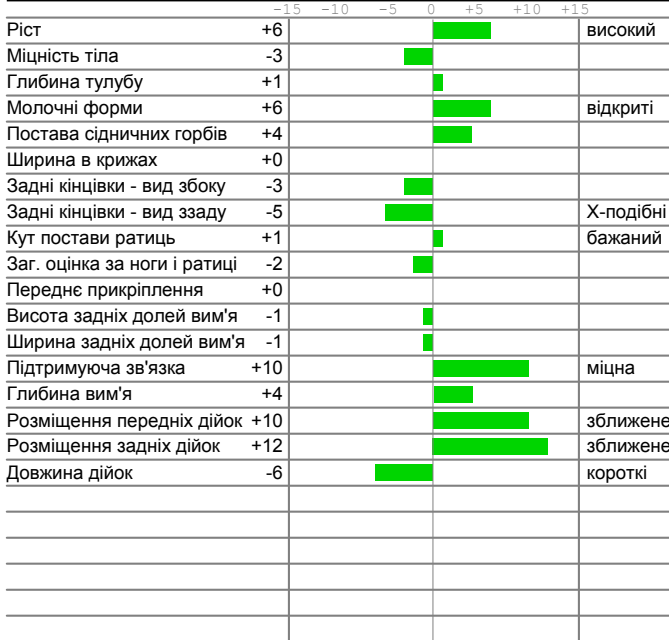 -15 -10 -5 0 +5 +10 +15
Ріст +6 високий
Міцність тіла -3
Глибина тулубу +1
Молочні форми +6 відкриті
Постава сідничних горбів +4
Ширина в крижах +0
Задні кінцівки - вид збоку -3
Задні кінцівки - вид ззаду -5 Х-подібні
Кут постави ратиць +1 бажаний
Заг. оцінка за ноги і ратиці -2
Переднє прикріплення +0
Висота задніх долей вим'я -1
Ширина задніх долей вим'я -1
Підтримуюча зв'язка +10 міцна
Глибина вим'я +4
Розміщення передніх дійок +10 зближене
Розміщення задніх дійок +12 зближене
Довжина дійок -6 короткі